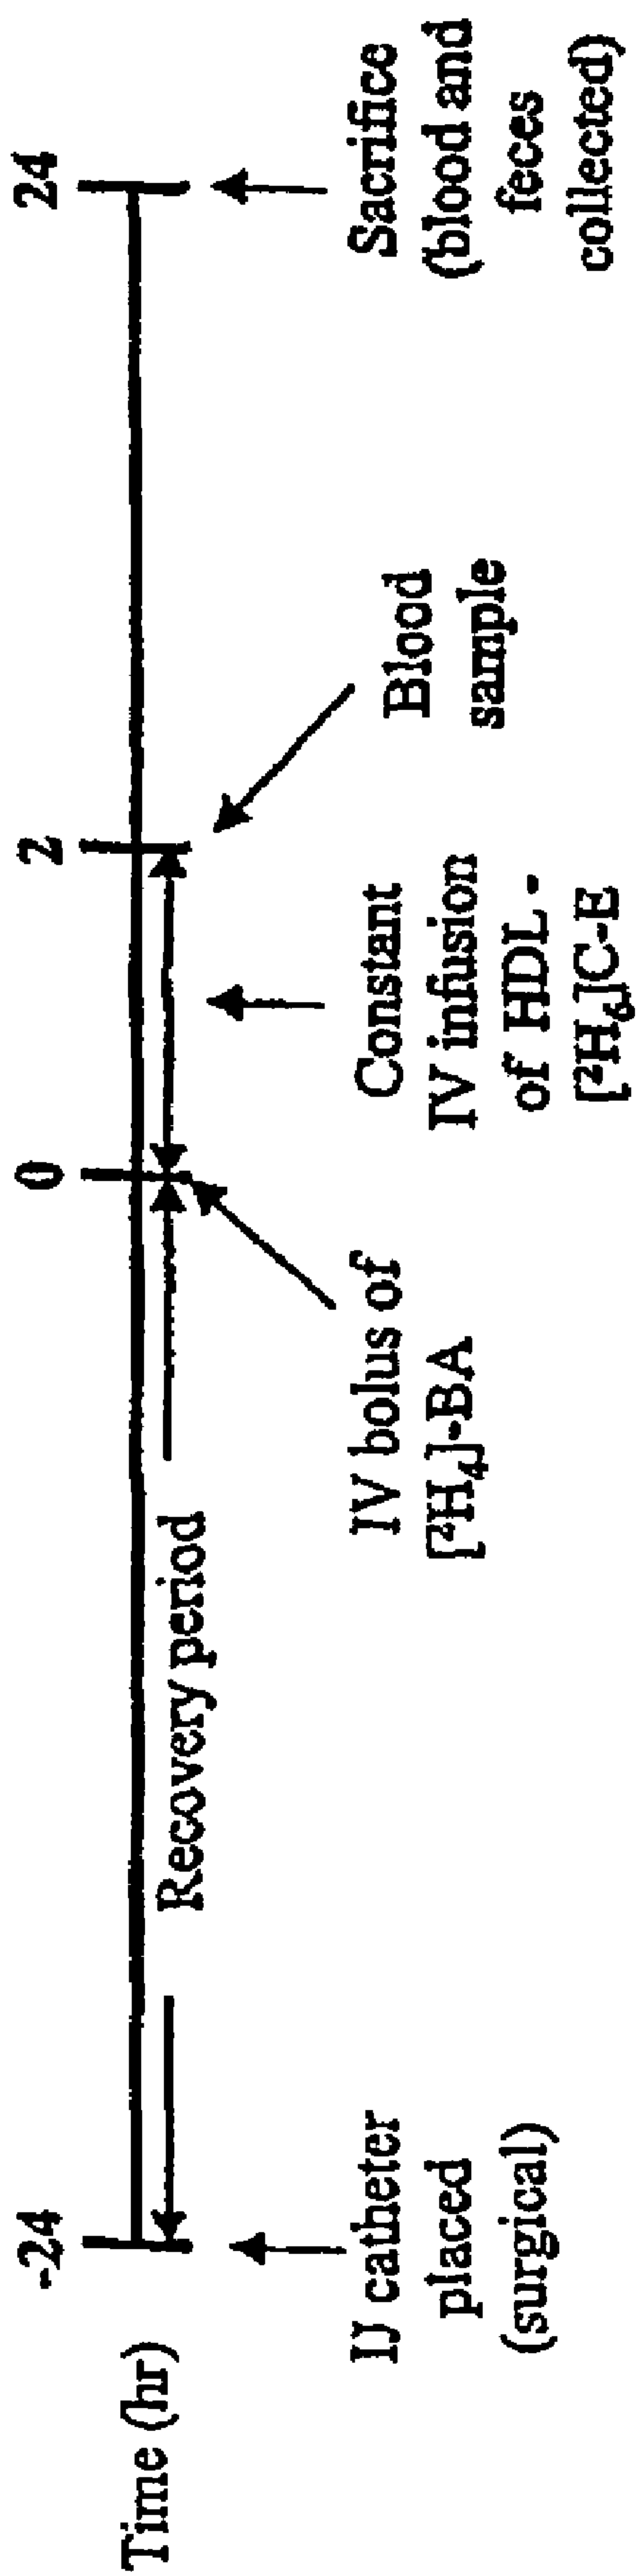 Time (hr)
-24
0
2
24
Recovery period
IJ catheter
placed
(surgical)
IV bolus of
[²H₄]-BA
Constant
IV infusion
of HDL-
[²H₆]C-E
Blood
sample
Sacrifice
(blood and
feces
collected)